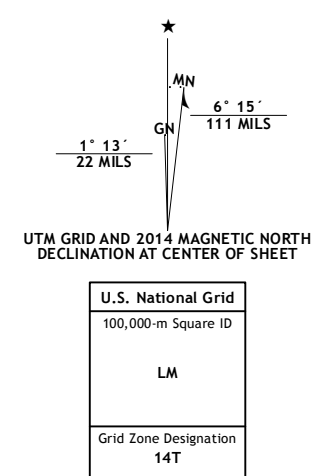 ★
MN
6° 15´
111 MILS
GN
1° 13´
22 MILS
UTM GRID AND 2014 MAGNETIC NORTH
DECLINATION AT CENTER OF SHEET
U.S. National Grid
100,000-m Square ID
LM
Grid Zone Designation
14T